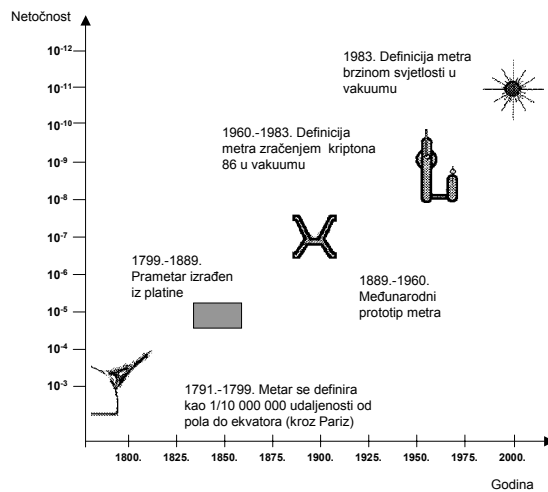 Netočnost
10-12
1983. Definicija metra
brzinom svjetlosti u
vakuumu
10-11
10-10
1960.-1983. Definicija
metra zračenjem kriptona
86 u vakuumu
10-9
10-8
10-7
1799.-1889.
Prametar izrađen
iz platine
10-6
1889.-1960.
Međunarodni
prototip metra
10-5
10-4
10-3
1791.-1799. Metar se definira
kao 1/10 000 000 udaljenosti od
pola do ekvatora (kroz Pariz)
1800. 1825. 1850. 1875. 1900. 1925. 1950. 1975. 2000.
Godina